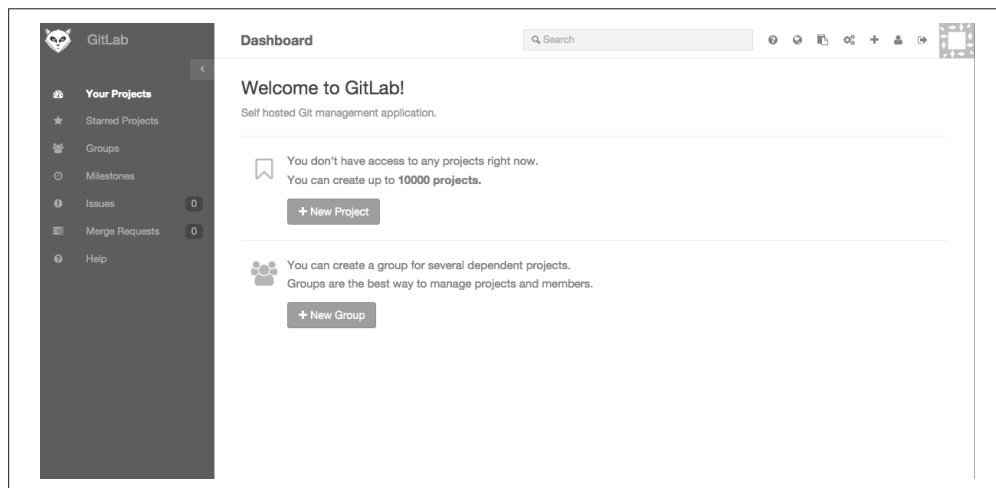 GitLab
Dashboard
Search
Your Projects
Starred Projects
Groups
Milestones
Issues 0
Merge Requests 0
Help
Welcome to GitLab!
Self hosted Git management application.
You don't have access to any projects right now.
You can create up to 10000 projects.
+ New Project
You can create a group for several dependent projects.
Groups are the best way to manage projects and members.
+ New Group